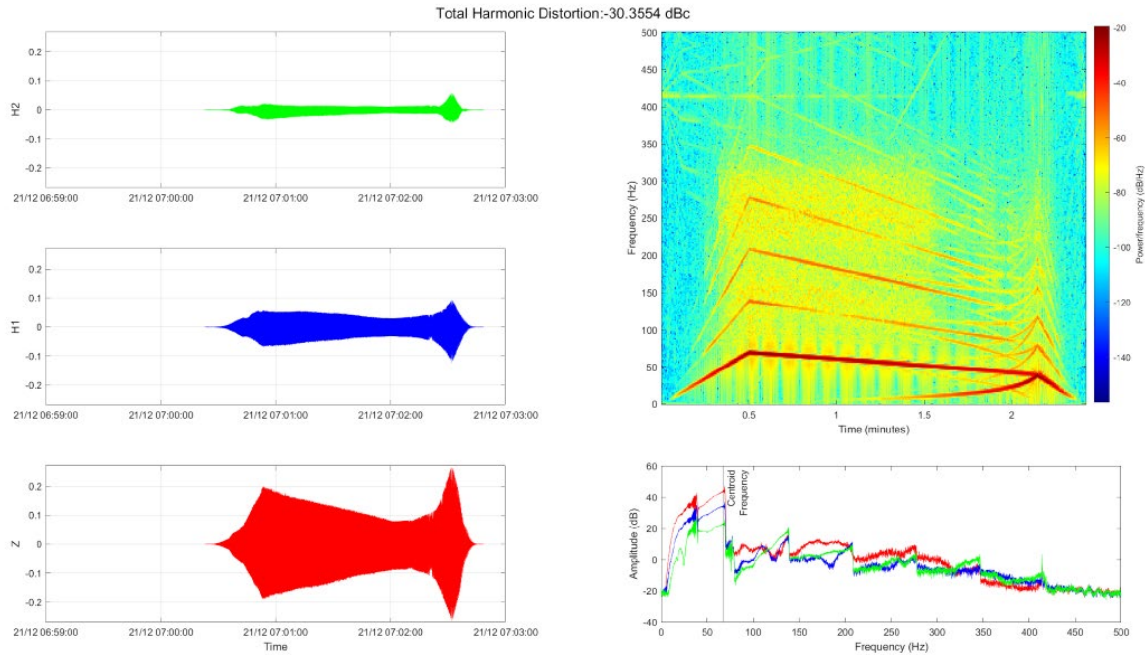 Total Harmonic Distortion:-30.3554 dBc
H2
0.2
0.1
0
-0.1
-0.2
21/12 06:59:00 21/12 07:00:00 21/12 07:01:00 21/12 07:02:00 21/12 07:03:00
H1
0.2
0.1
0
-0.1
-0.2
21/12 06:59:00 21/12 07:00:00 21/12 07:01:00 21/12 07:02:00 21/12 07:03:00
Z
0.2
0.1
0
-0.1
-0.2
21/12 06:59:00 21/12 07:00:00 21/12 07:01:00 21/12 07:02:00 21/12 07:03:00
Time
Frequency (Hz)
500
450
400
350
300
250
200
150
100
50
0
0.5 1 1.5 2
Time (minutes)
-20
-40
-60
-80
-100
-120
-140
Power/frequency (dB/Hz)
Amplitude (dB)
60
40
20
0
-20
-40
Centroid
Frequency
0 50 100 150 200 250 300 350 400 450 500
Frequency (Hz)